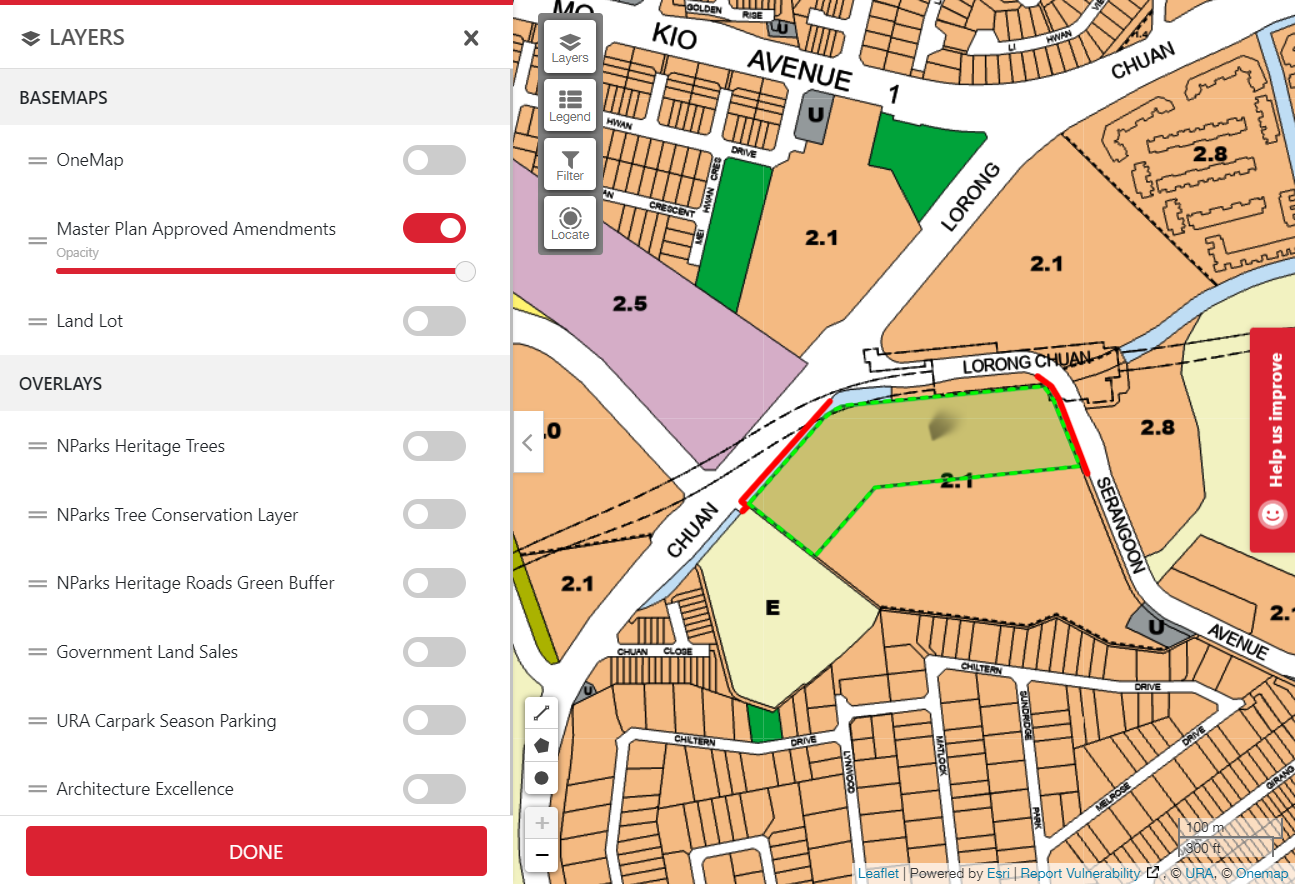 LAYERS
BASEMAPS
OneMap
Master Plan Approved Amendments
Opacity
Land Lot
OVERLAYS
NParks Heritage Trees
NParks Tree Conservation Layer
NParks Heritage Roads Green Buffer
Government Land Sales
URA Carpark Season Parking
Architecture Excellence
DONE
Layers
Legend
Filter
Locate
KIO
AVENUE
1
GOLDEN
RISE
U
LI
HWAN
1.4
CHUAN
U
2.8
HWAN
DRIVE
HWAN CRES
MEI
CRESCENT
LORONG
2.1
2.1
2.5
LORONG CHUAN
.0
2.8
2.1
CHUAN
SERANGOON
AVENUE
2.1
E
U
2.
CHUAN CLOSE
U
CHILTERN
DRIVE
CHILTERN
DRIVE
SUNDRIDGE
PARK
MATLOCK
LYNWOOD
MELROSE
DRIVE
GIRANG
Help us improve
100 m
300 ft
Leaflet | Powered by Esri | Report Vulnerability , © URA, © Onemap